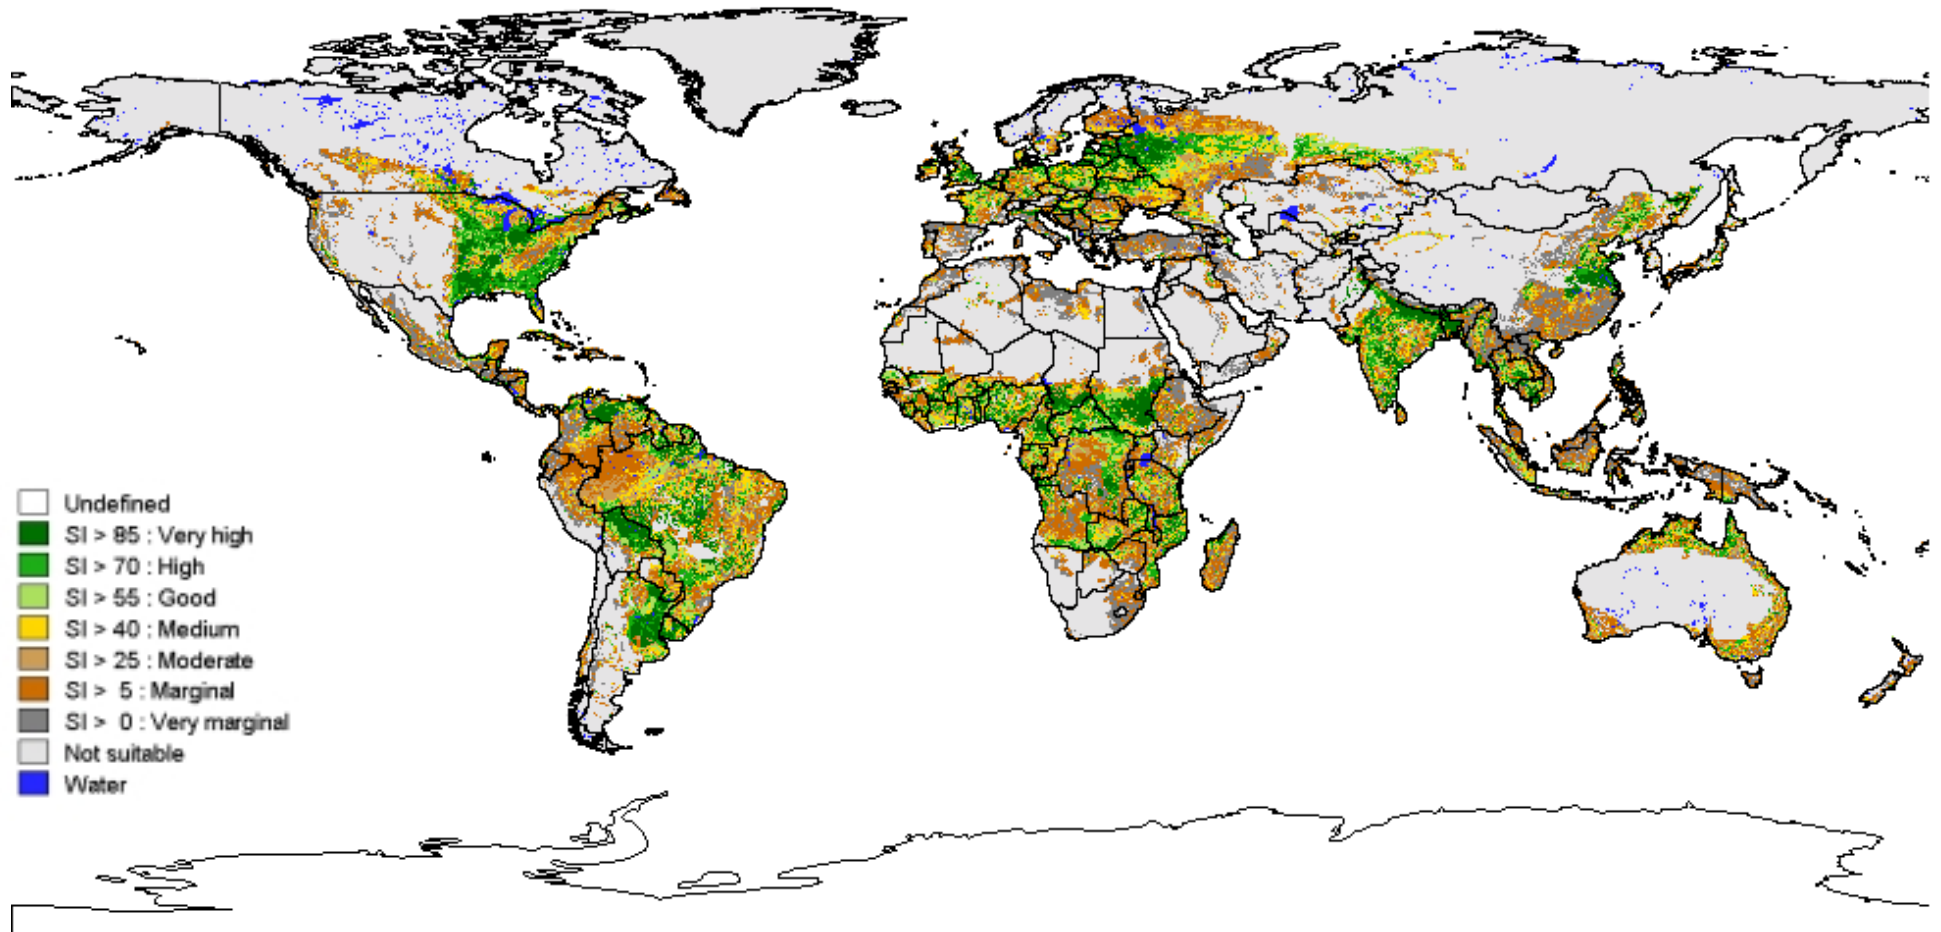 Undefined
SI > 85 : Very high
SI > 70 : High
SI > 55 : Good
SI > 40 : Medium
SI > 25 : Moderate
SI > 5 : Marginal
SI > 0 : Very marginal
Not suitable
Water